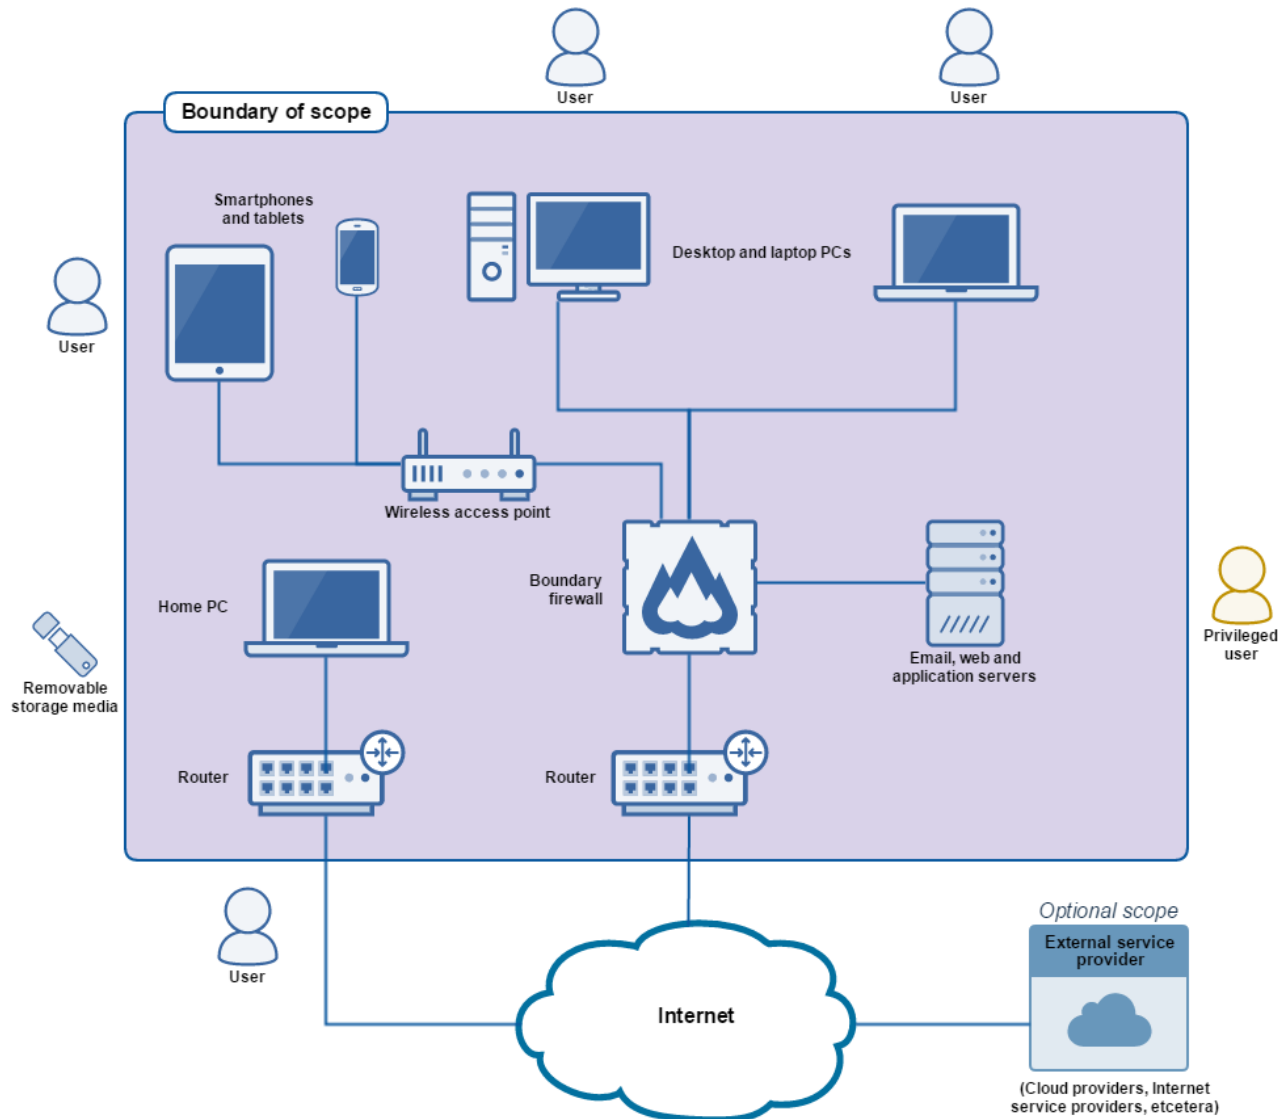 User
User
Boundary of scope
Smartphones
and tablets
Desktop and laptop PCs
User
Wireless access point
Boundary
firewall
Home PC
Email, web and
application servers
Privileged
user
Removable
storage media
Router
Router
User
Optional scope
External service
provider
Internet
(Cloud providers, Internet
service providers, etcetera)